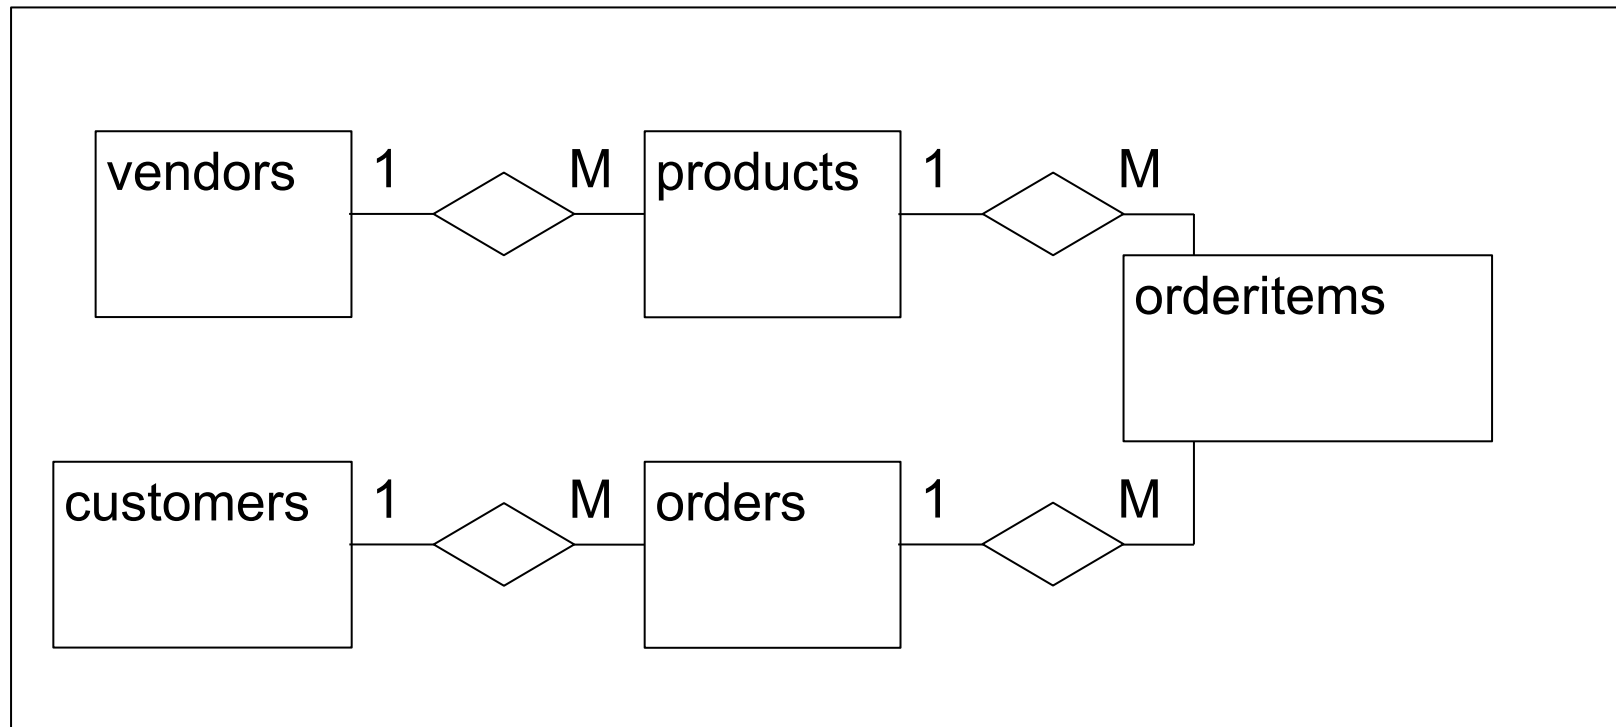 vendors 1 M products 1 M
orderitems
customers 1 M orders 1 M